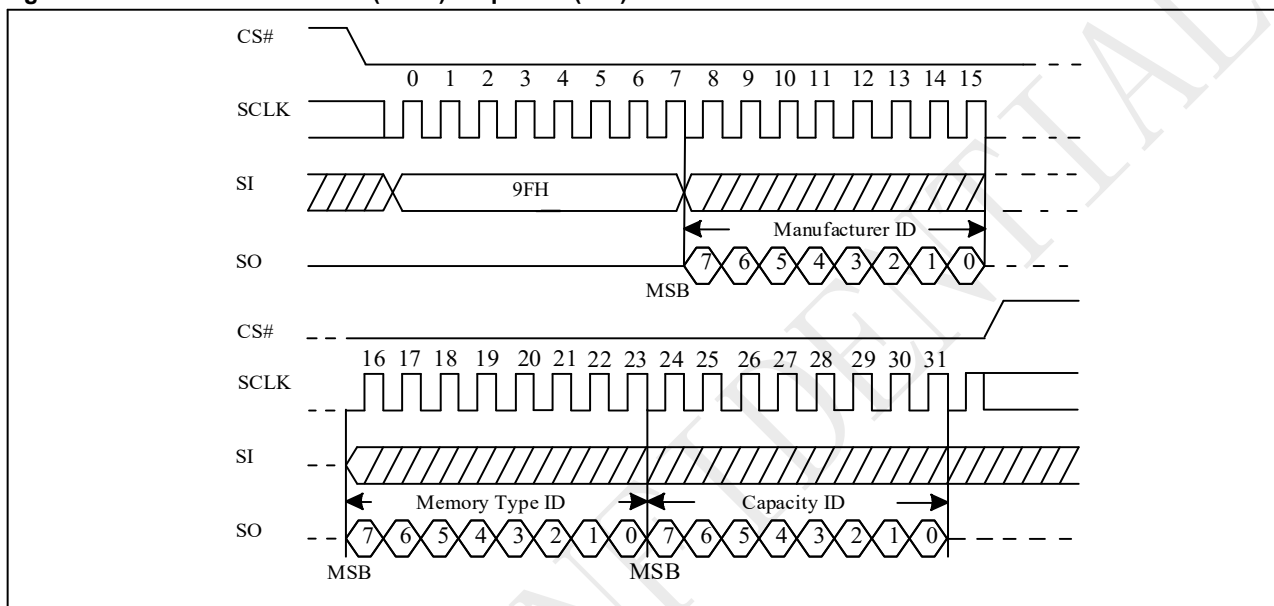 CS#
0 1 2 3 4 5 6 7 8 9 10 11 12 13 14 15
SCLK
SI
9FH
Manufacturer ID
SO
7 6 5 4 3 2 1 0
MSB
CS#
16 17 18 19 20 21 22 23 24 25 26 27 28 29 30 31
SCLK
SI
Memory Type ID Capacity ID
SO
7 6 5 4 3 2 1 0 7 6 5 4 3 2 1 0
MSB MSB